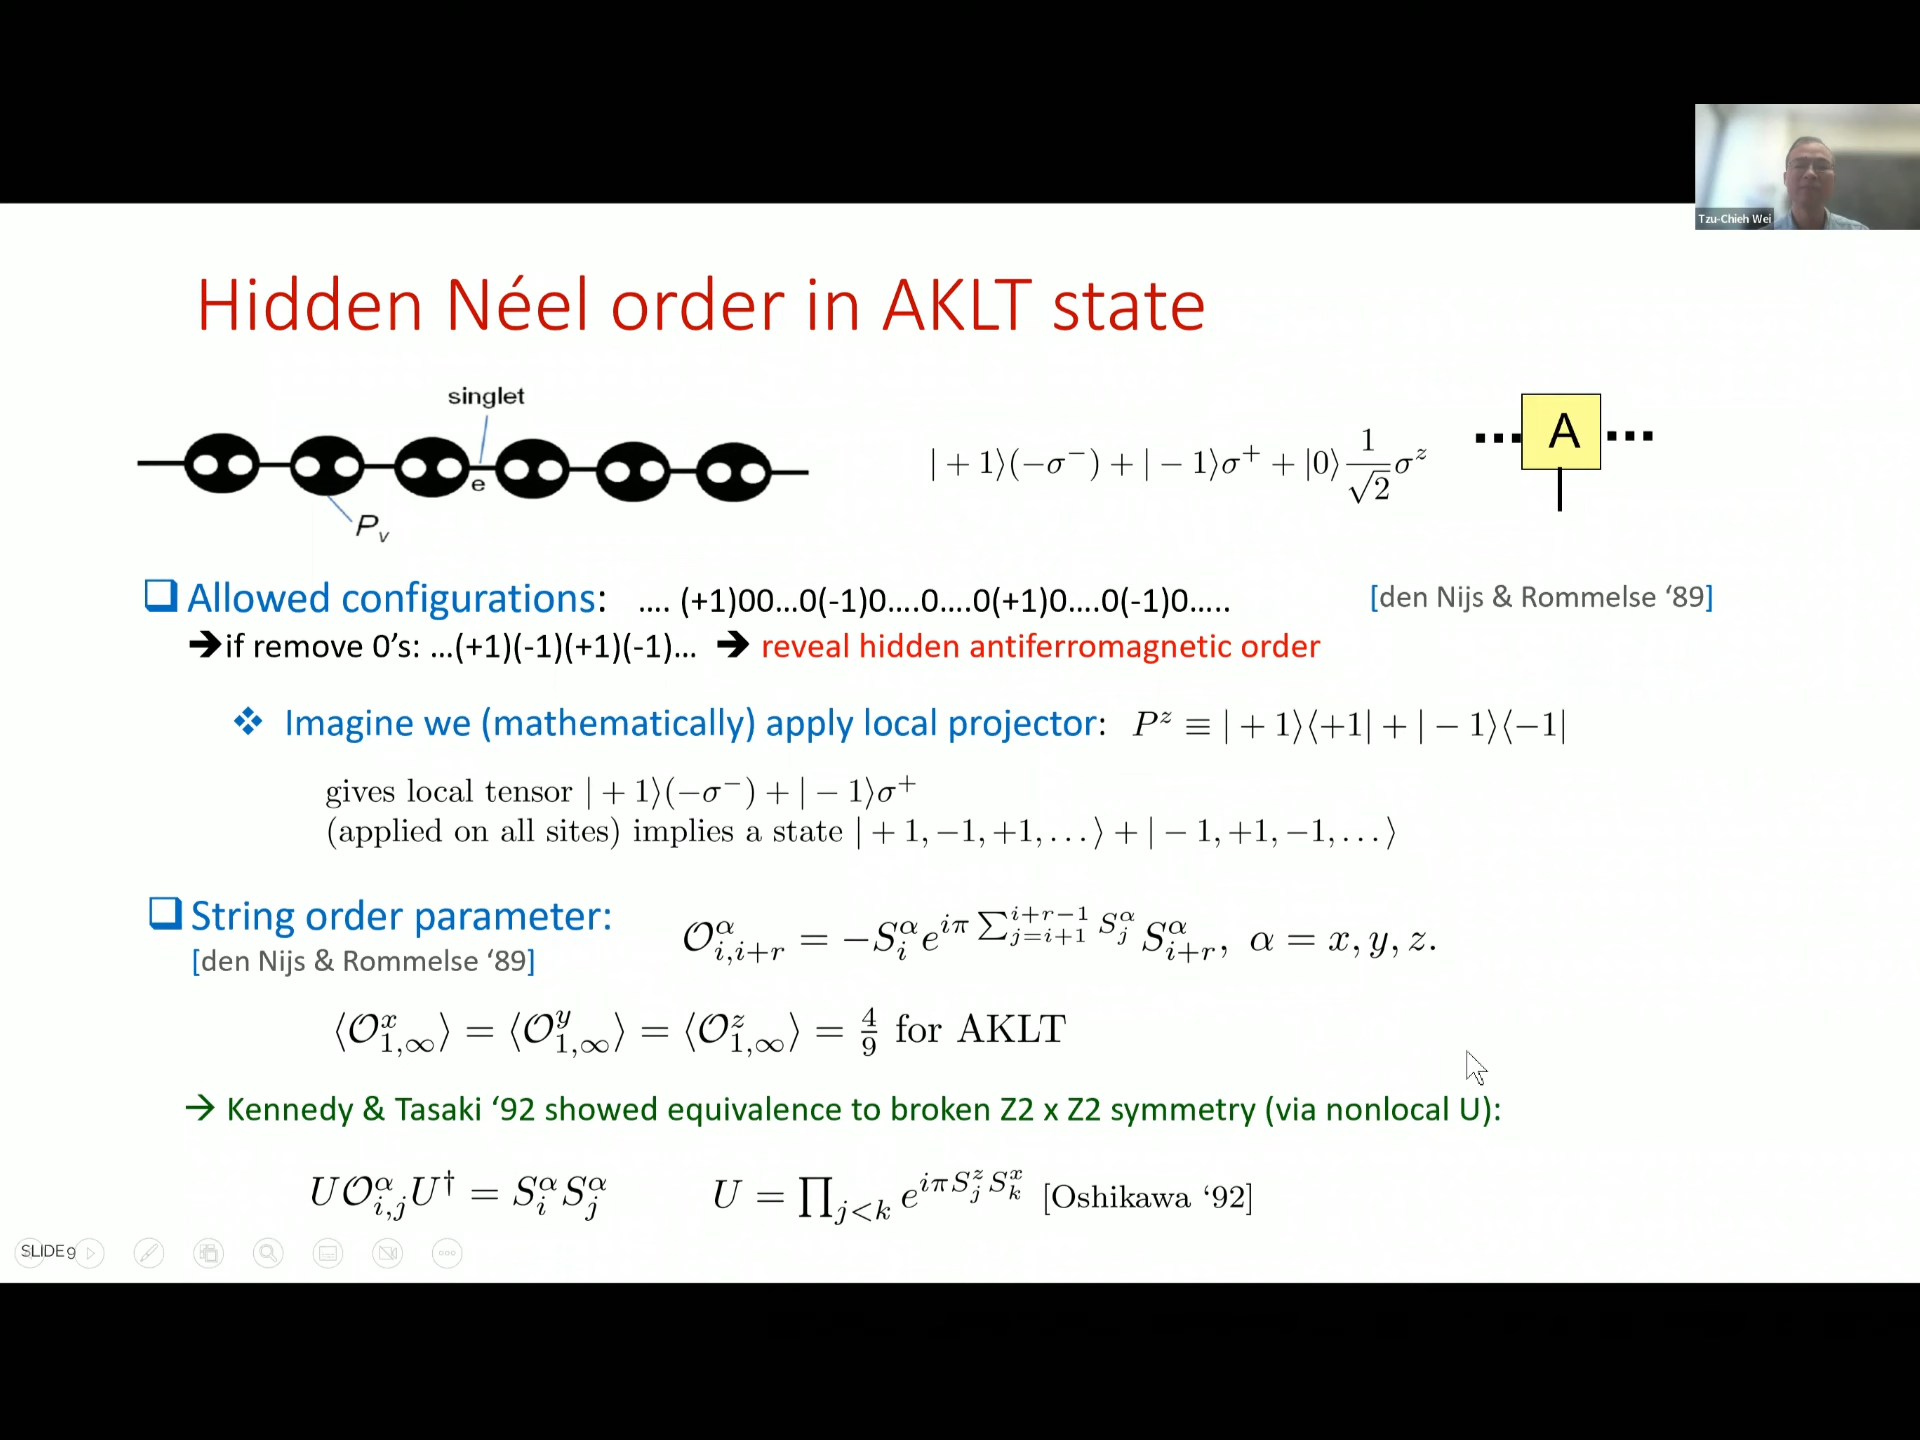 Tzu-Chieh Wei
Hidden Néel order in AKLT state
singlet
e
P_v
|+1⟩(−σ⁻) + |−1⟩σ⁺ + |0⟩ 1/√2 σᶻ
A
❑ Allowed configurations: .... (+1)00...0(-1)0....0....0(+1)0....0(-1)0..... [den Nijs & Rommelse ‘89]
➔if remove 0’s: ...(+1)(-1)(+1)(-1)... ➔ reveal hidden antiferromagnetic order
❖ Imagine we (mathematically) apply local projector: Pᶻ ≡ |+1⟩⟨+1| + |−1⟩⟨−1|
gives local tensor |+1⟩(−σ⁻) + |−1⟩σ⁺
(applied on all sites) implies a state |+1,−1,+1,...⟩ + |−1,+1,−1,...⟩
❑ String order parameter: 𝒪^α_{i,i+r} = −S^α_i e^{iπ ∑_{j=i+1}^{i+r−1} S^α_j} S^α_{i+r}, α = x, y, z.
[den Nijs & Rommelse ‘89]
⟨𝒪^x_{1,∞}⟩ = ⟨𝒪^y_{1,∞}⟩ = ⟨𝒪^z_{1,∞}⟩ = 4/9 for AKLT
→ Kennedy & Tasaki ‘92 showed equivalence to broken Z2 x Z2 symmetry (via nonlocal U):
U𝒪^α_{i,j}U† = S^α_i S^α_j U = ∏_{j<k} e^{iπ S^z_j S^x_k} [Oshikawa ‘92]
SLIDE 9